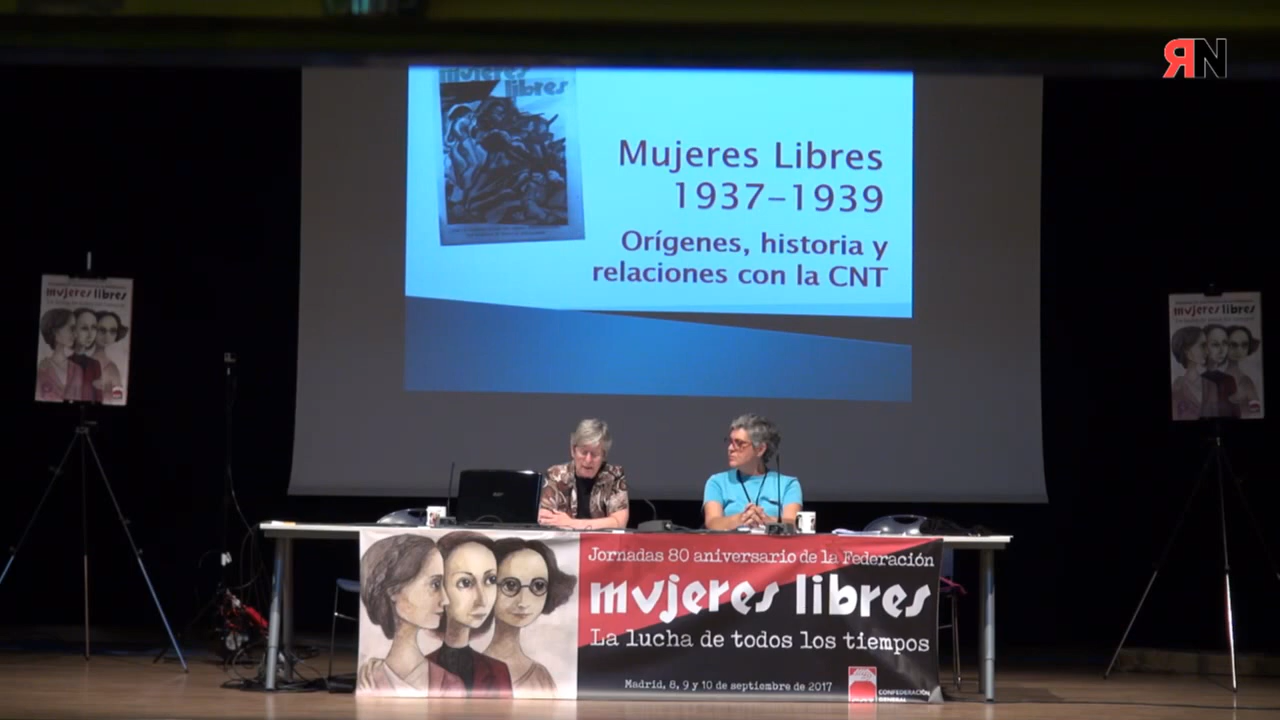 RN
mujeres
libres
Mujeres Libres
1937-1939
Orígenes, historia y
relaciones con la CNT
mujeres libres
mujeres libres
Jornadas 80 aniversario de la Federación
mujeres libres
La lucha de todos los tiempos
Madrid, 8, 9 y 10 de septiembre de 2017
CONFEDERACIÓN
GENERAL